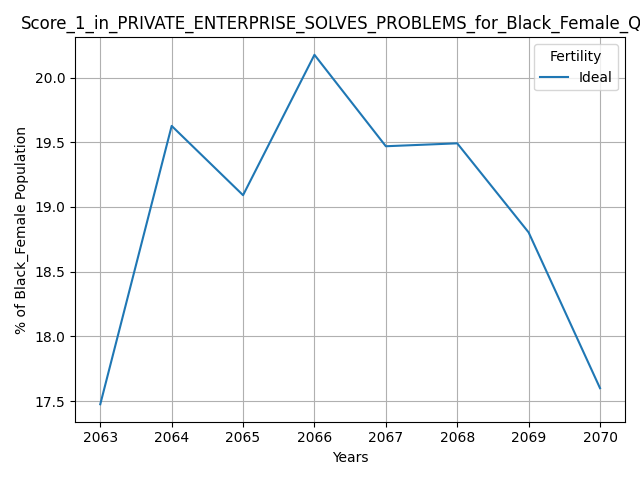 Score_1_in_PRIVATE_ENTERPRISE_SOLVES_PROBLEMS_for_Black_Female_Q
Fertility
Ideal
% of Black_Female Population
20.0
19.5
19.0
18.5
18.0
17.5
2063 2064 2065 2066 2067 2068 2069 2070
Years